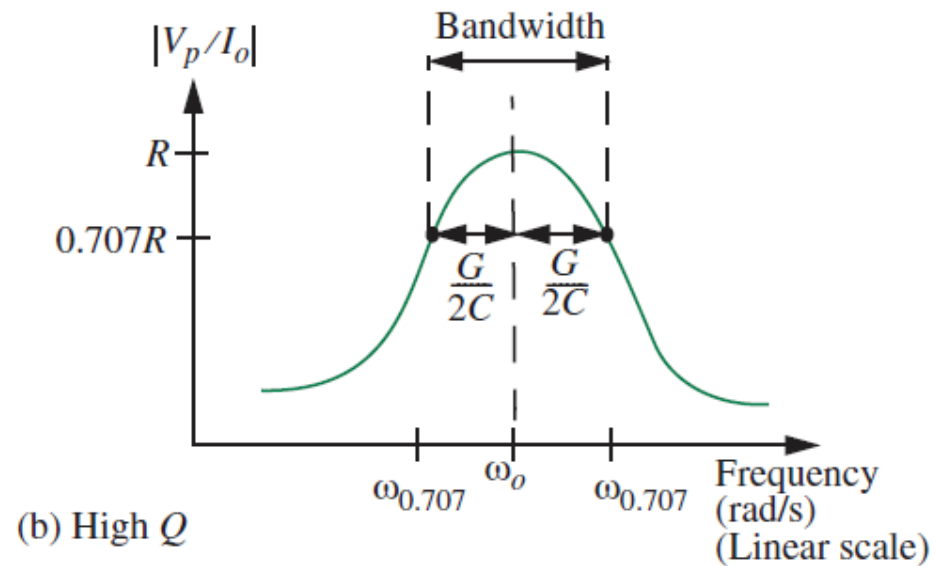 Bandwidth
|Vp/Io|
R
0.707R
G/2C
G/2C
ω0.707
ωo
ω0.707
Frequency
(rad/s)
(Linear scale)
(b) High Q